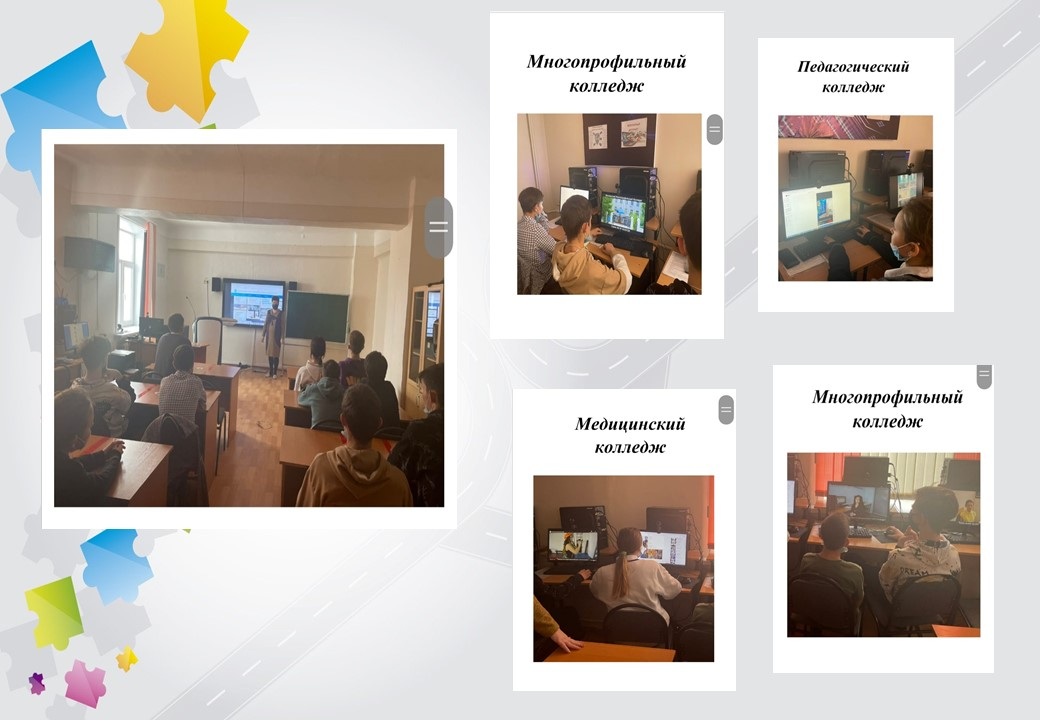 Многопрофильный
колледж
Педагогический
колледж
Медицинский
колледж
Многопрофильный
колледж